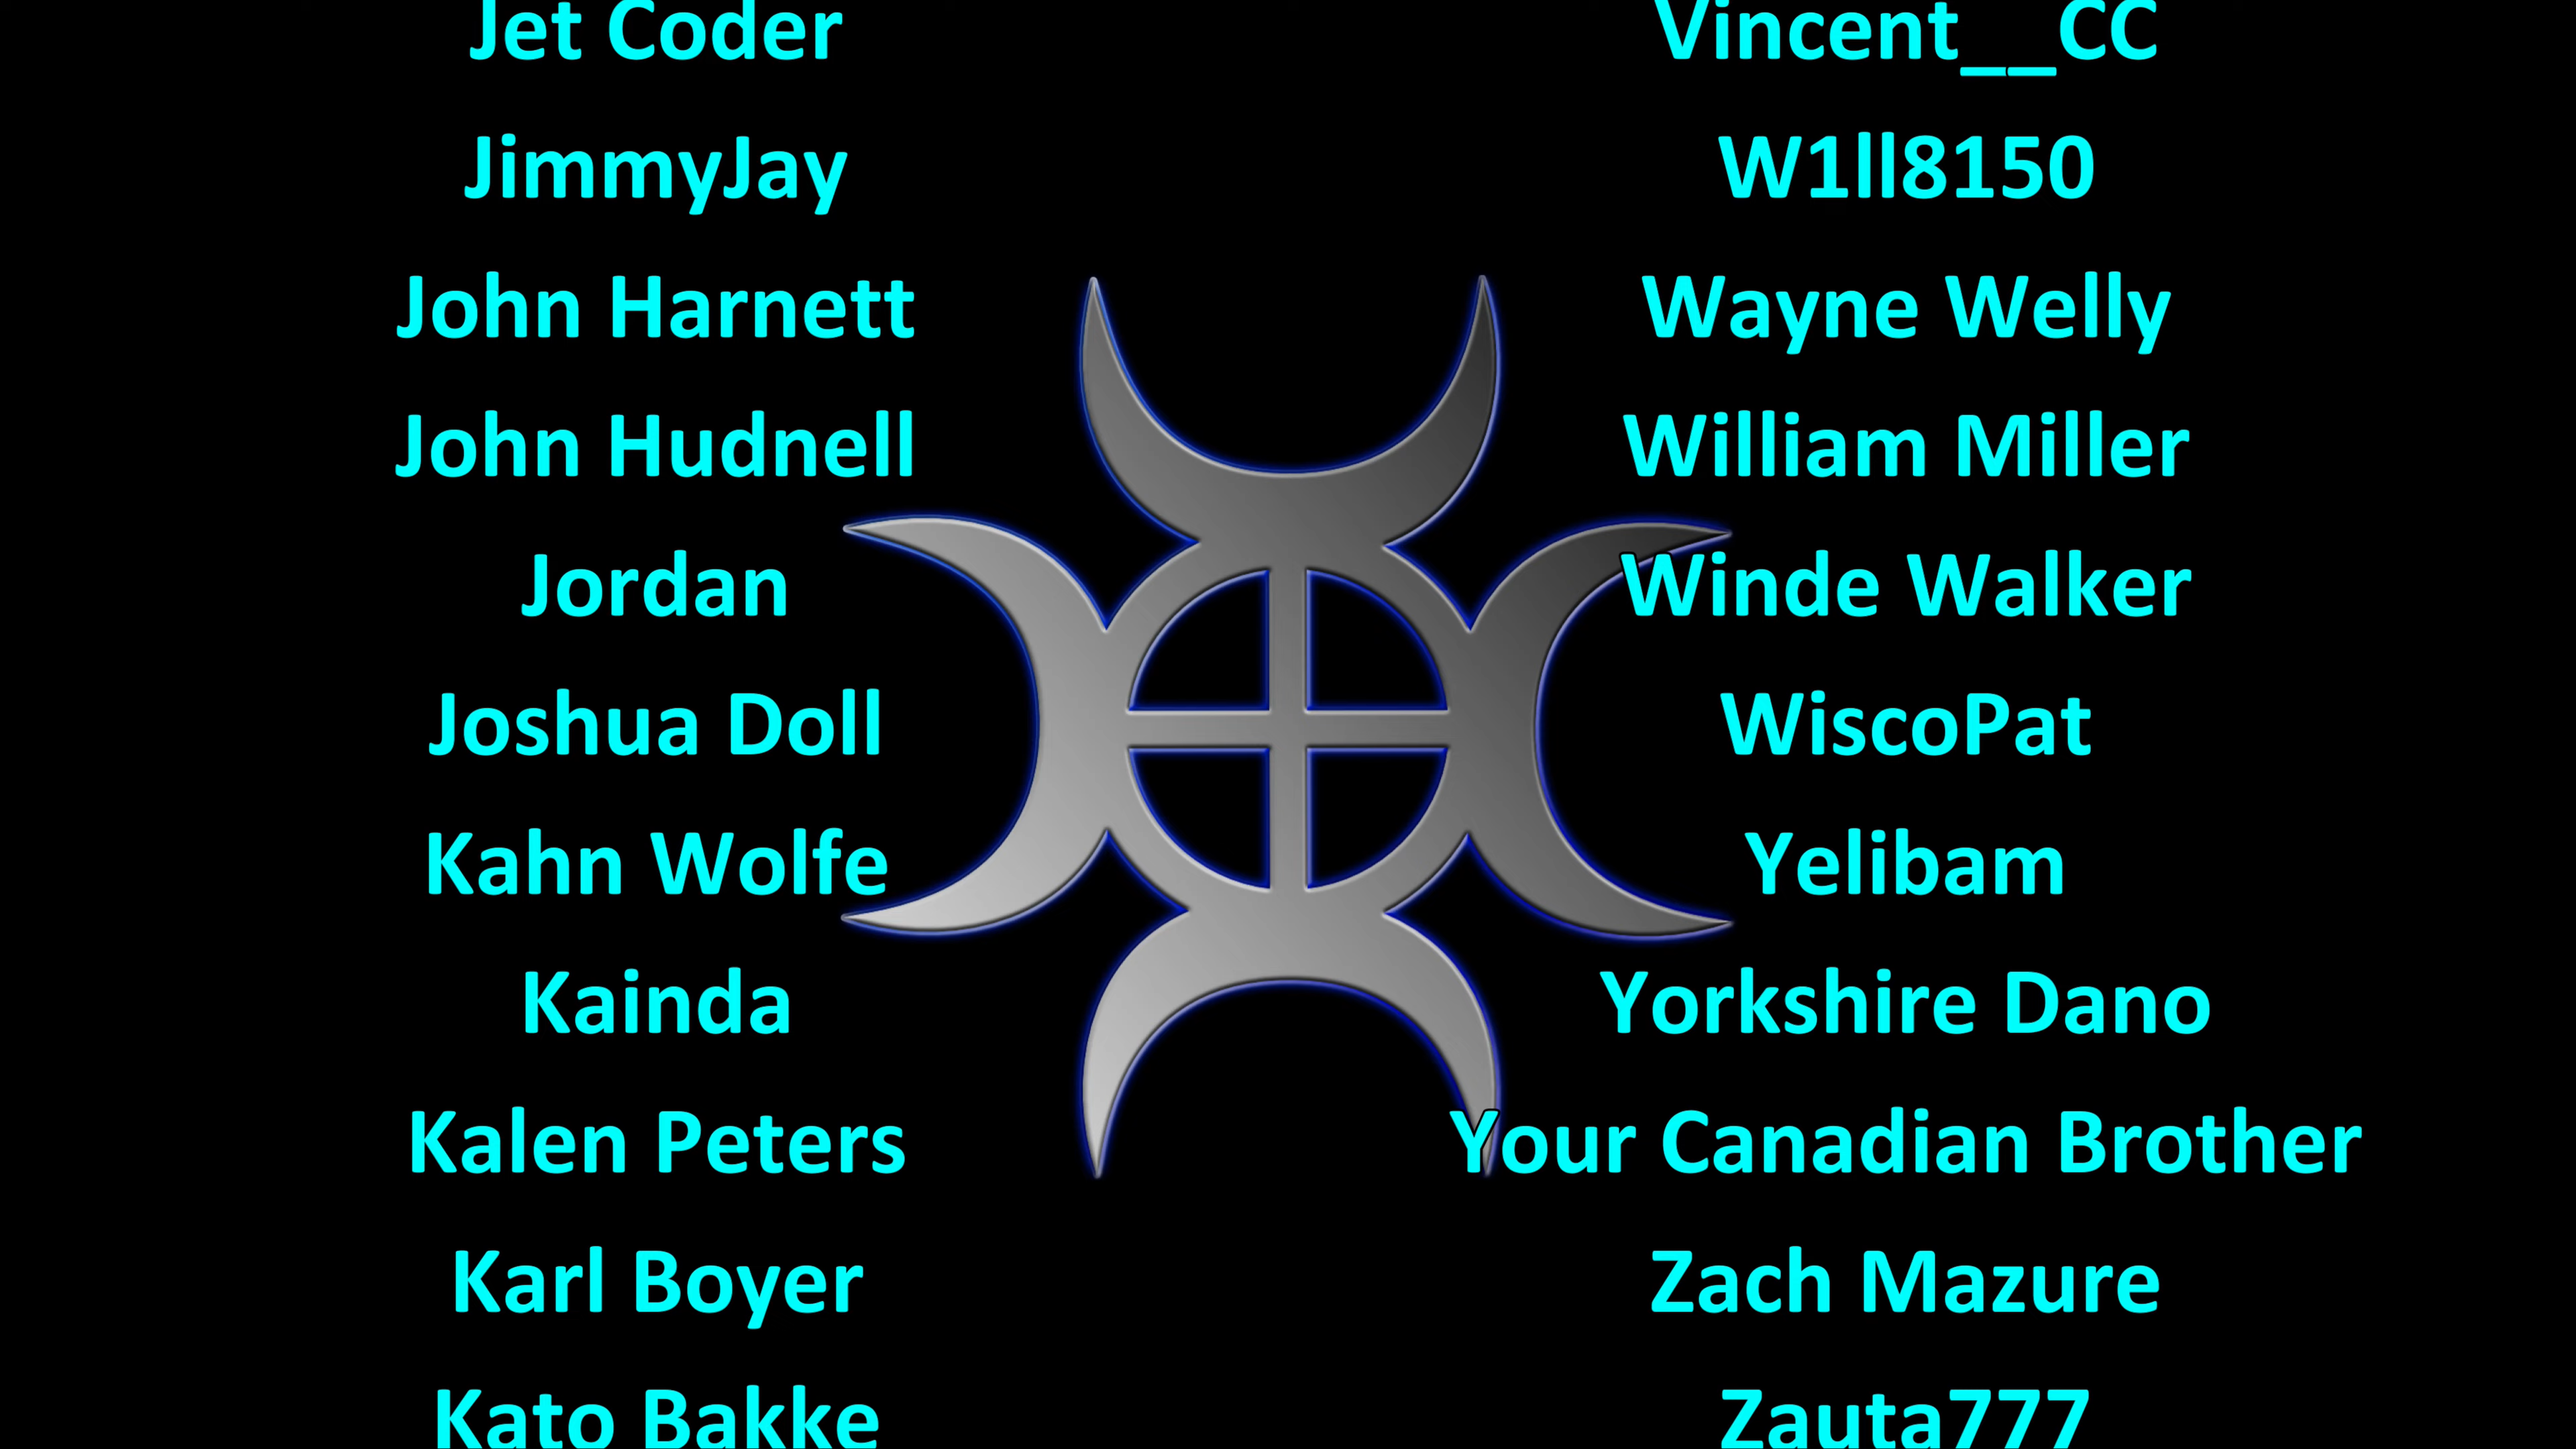 Jet Coder
JimmyJay
John Harnett
John Hudnell
Jordan
Joshua Doll
Kahn Wolfe
Kainda
Kalen Peters
Karl Boyer
Kato Bakke
Vincent__CC
W1ll8150
Wayne Welly
William Miller
Winde Walker
WiscoPat
Yelibam
Yorkshire Dano
Your Canadian Brother
Zach Mazure
Zauta777